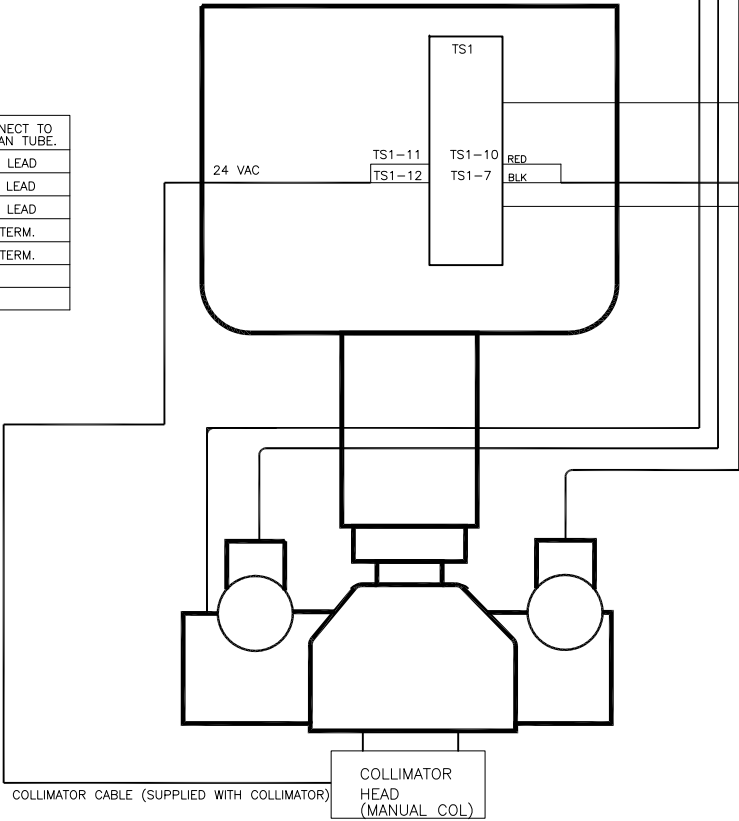 TS1
NECT TO
AN TUBE.
LEAD
LEAD
LEAD
TERM.
TERM.
24 VAC
TS1-11
TS1-12
TS1-10
TS1-7
RED
BLK
COLLIMATOR CABLE (SUPPLIED WITH COLLIMATOR)
COLLIMATOR
HEAD
(MANUAL COL)